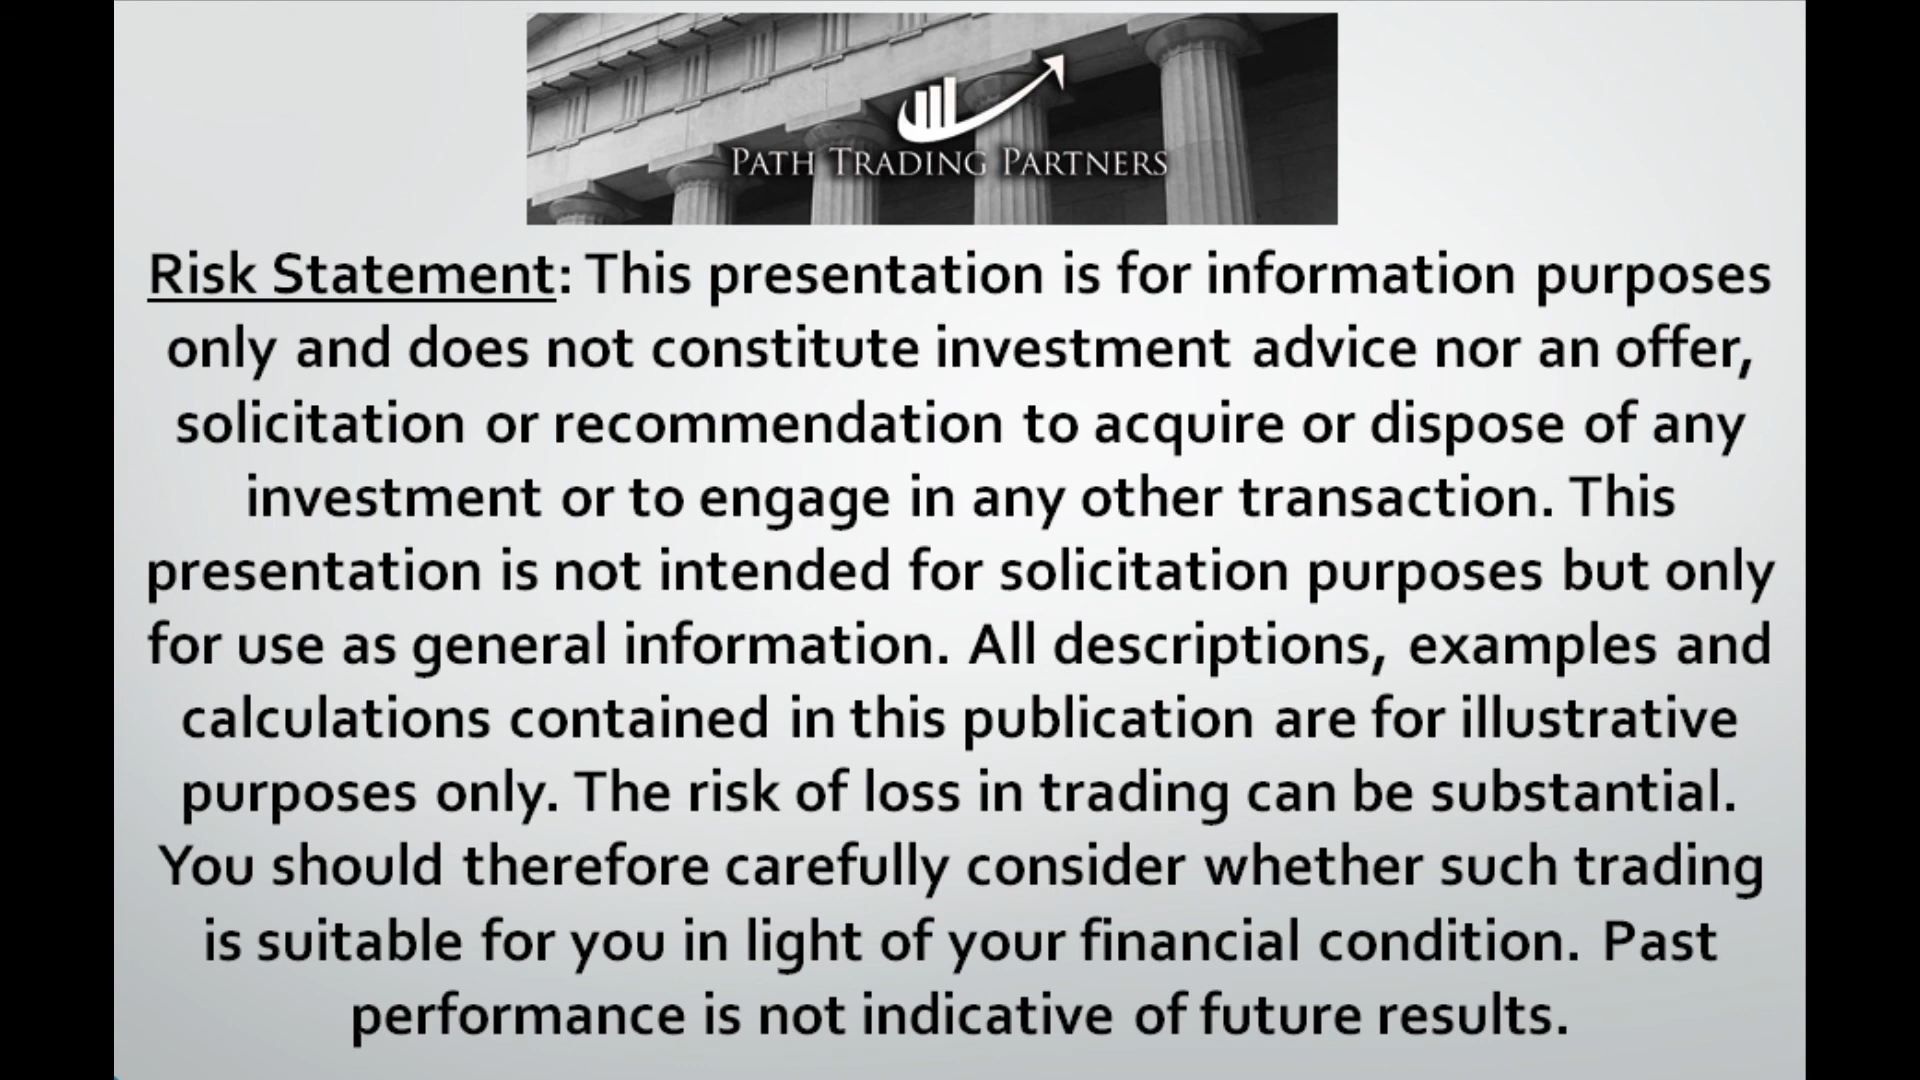 PATH TRADING PARTNERS
Risk Statement: This presentation is for information purposes
only and does not constitute investment advice nor an offer,
solicitation or recommendation to acquire or dispose of any
investment or to engage in any other transaction. This
presentation is not intended for solicitation purposes but only
for use as general information. All descriptions, examples and
calculations contained in this publication are for illustrative
purposes only. The risk of loss in trading can be substantial.
You should therefore carefully consider whether such trading
is suitable for you in light of your financial condition. Past
performance is not indicative of future results.